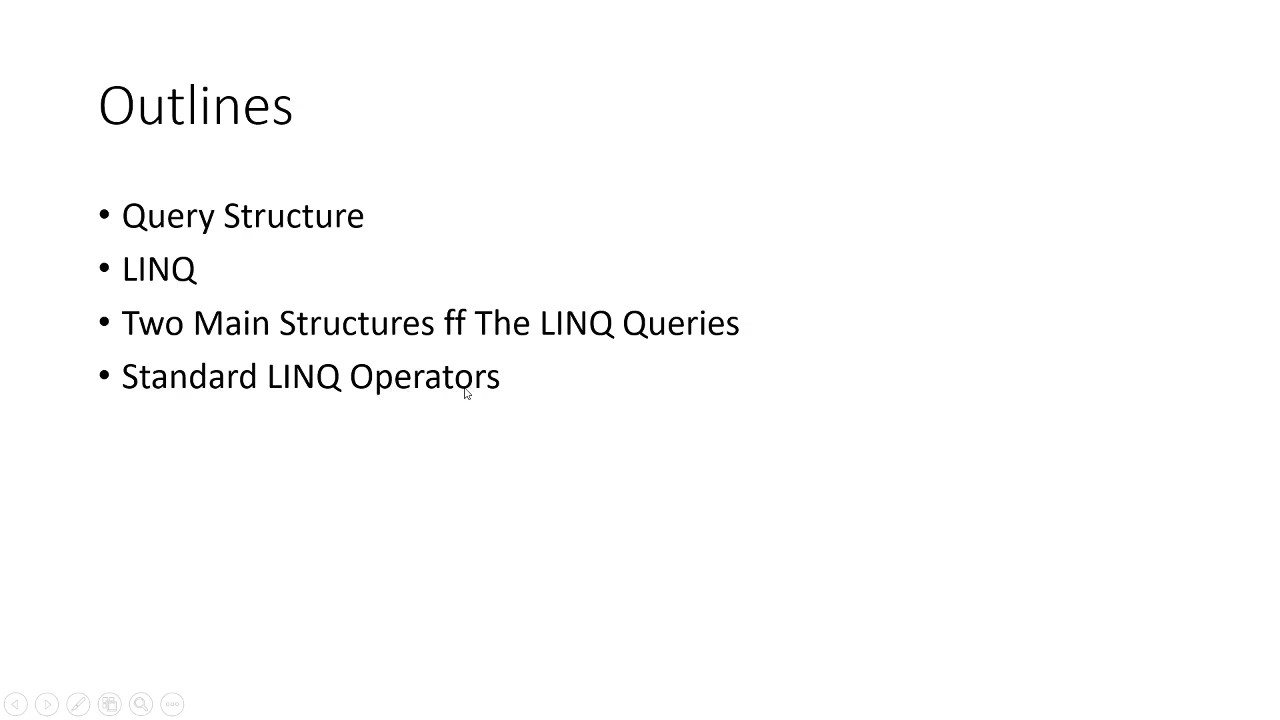 Outlines
• Query Structure
• LINQ
• Two Main Structures ff The LINQ Queries
• Standard LINQ Operators